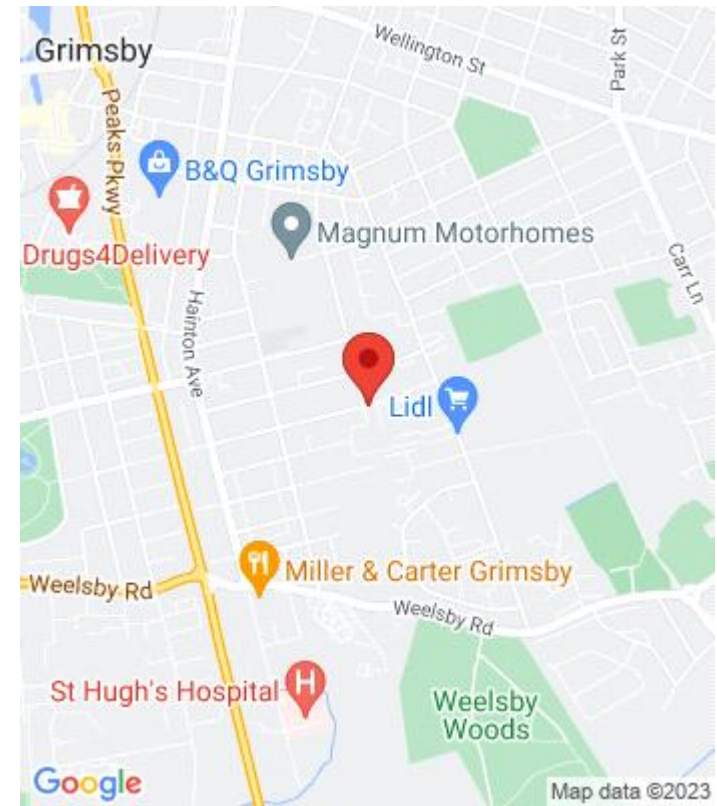 Grimsby
Wellington St
Park St
Peaks Pkwy
B&Q Grimsby
Drugs4Delivery
Magnum Motorhomes
Carr Ln
Hainton Ave
Lidl
Miller & Carter Grimsby
Weelsby Rd
Weelsby Rd
St Hugh's Hospital
H
Weelsby
Woods
Google
Map data ©2023